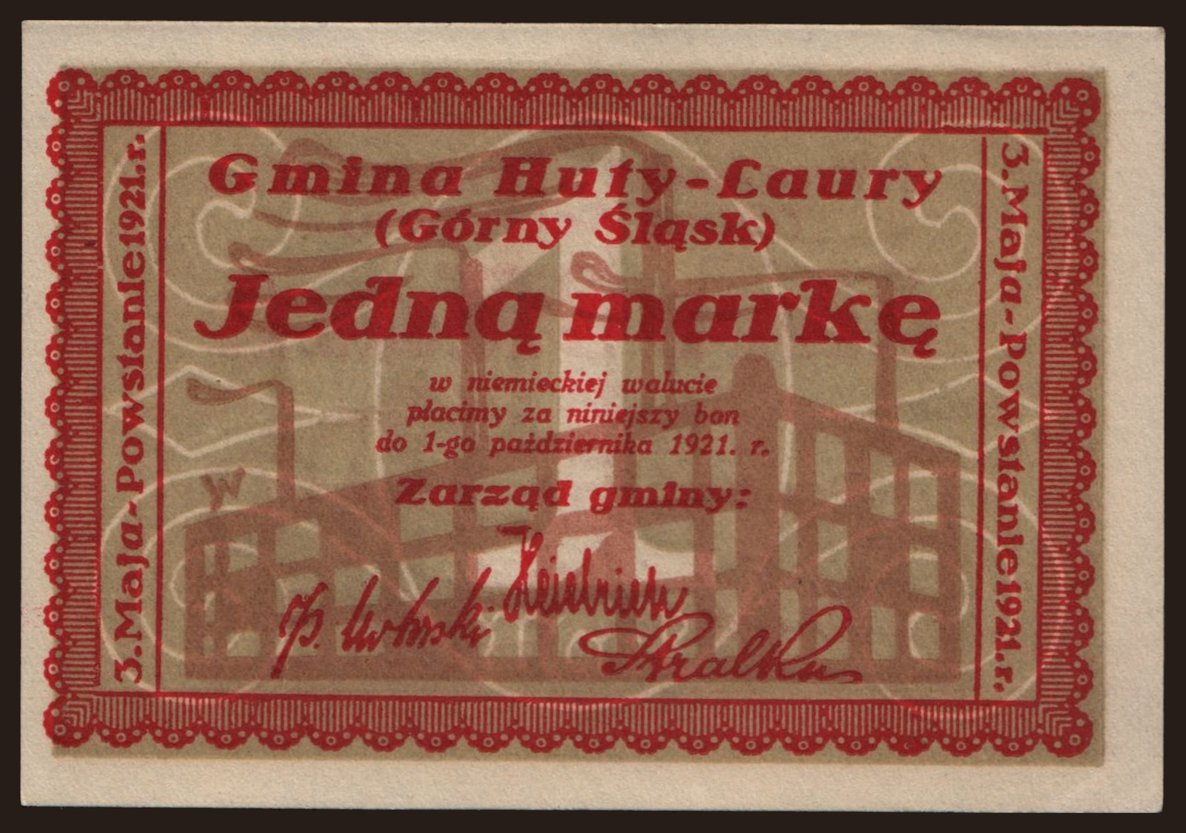 Gmina Huty-Laury
(Górny Śląsk)
Jedną markę
w niemieckiej walucie
płacimy za niniejszy bon
do 1-go października 1921. r.
Zarząd gminy:
3. Maja-Powstanie 1921. r.
3. Maja-Powstanie 1921. r.
W